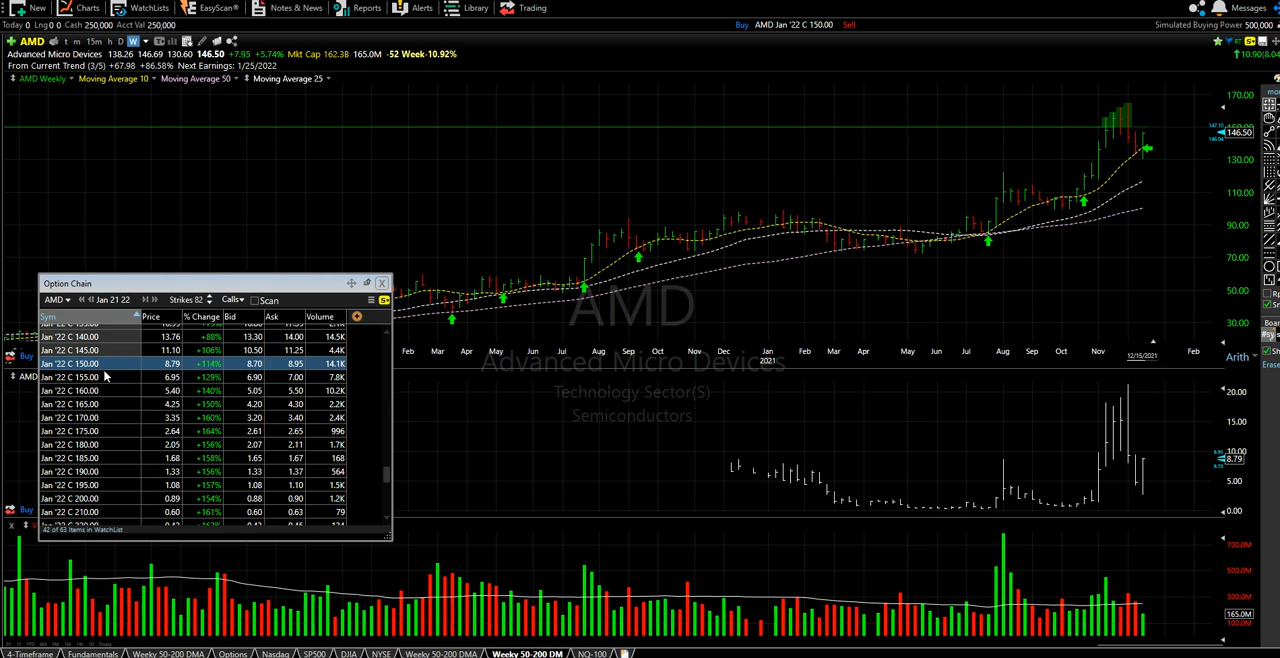 New Charts WatchLists EasyScan® Notes & News Reports Alerts Library Trading Messages
Today 0 Lng 0 0 Cash 250,000 Acct Val 250,000 Buy AMD Jan '22 C 150.00 Sell Simulated Buying Power 500,000
AMD t m 15m h D W
Advanced Micro Devices 138.26 146.69 130.60 146.50 +7.95 +5.74% Mkt Cap 162.3B 165.0M -52 Week-10.92%
From Current Trend (3/5) +67.98 +86.58% Next Earnings: 1/25/2022
AMD Weekly Moving Average 10 Moving Average 50 Moving Average 25
170.00
150.00
146.50
130.00
110.00
90.00
70.00
50.00
30.00
AMD
Advanced Micro Devices
Technology Sector(S)
Semiconductors
Feb Mar Apr May Jun Jul Aug Sep Oct Nov Dec Jan Feb Mar Apr May Jun Jul Aug Sep Oct Nov 12/15/2021 Feb
2021
Arith
Option Chain X
AMD Jan 21 22 Strikes 82 Calls Scan
Sym Price % Change Bid Ask Volume
Jan '22 C 140.00 13.76 +88% 13.30 14.00 14.5K
Jan '22 C 145.00 11.10 +106% 10.50 11.25 4.4K
Jan '22 C 150.00 8.79 +114% 8.70 8.95 14.1K
Jan '22 C 155.00 6.95 +129% 6.90 7.00 7.8K
Jan '22 C 160.00 5.40 +140% 5.05 5.50 10.2K
Jan '22 C 165.00 4.25 +150% 4.20 4.30 2.2K
Jan '22 C 170.00 3.35 +160% 3.20 3.40 2.4K
Jan '22 C 175.00 2.64 +164% 2.61 2.65 996
Jan '22 C 180.00 2.05 +156% 2.07 2.11 1.7K
Jan '22 C 185.00 1.68 +158% 1.65 1.67 168
Jan '22 C 190.00 1.33 +156% 1.33 1.37 564
Jan '22 C 195.00 1.08 +157% 1.08 1.10 1.5K
Jan '22 C 200.00 0.89 +154% 0.88 0.90 1.2K
Jan '22 C 210.00 0.60 +161% 0.60 0.63 79
42 of 63 Items in WatchList
Buy
AMD
Buy
20.00
15.00
10.00
8.79
5.00
0.00
700.0M
500.0M
300.0M
165.0M
100.0M
4-Timeframe Fundamentals Weeky 50-200 DMA Options Nasdaq SP500 DJIA NYSE Weeky 50-200 DMA Weeky 50-200 DM NQ-100